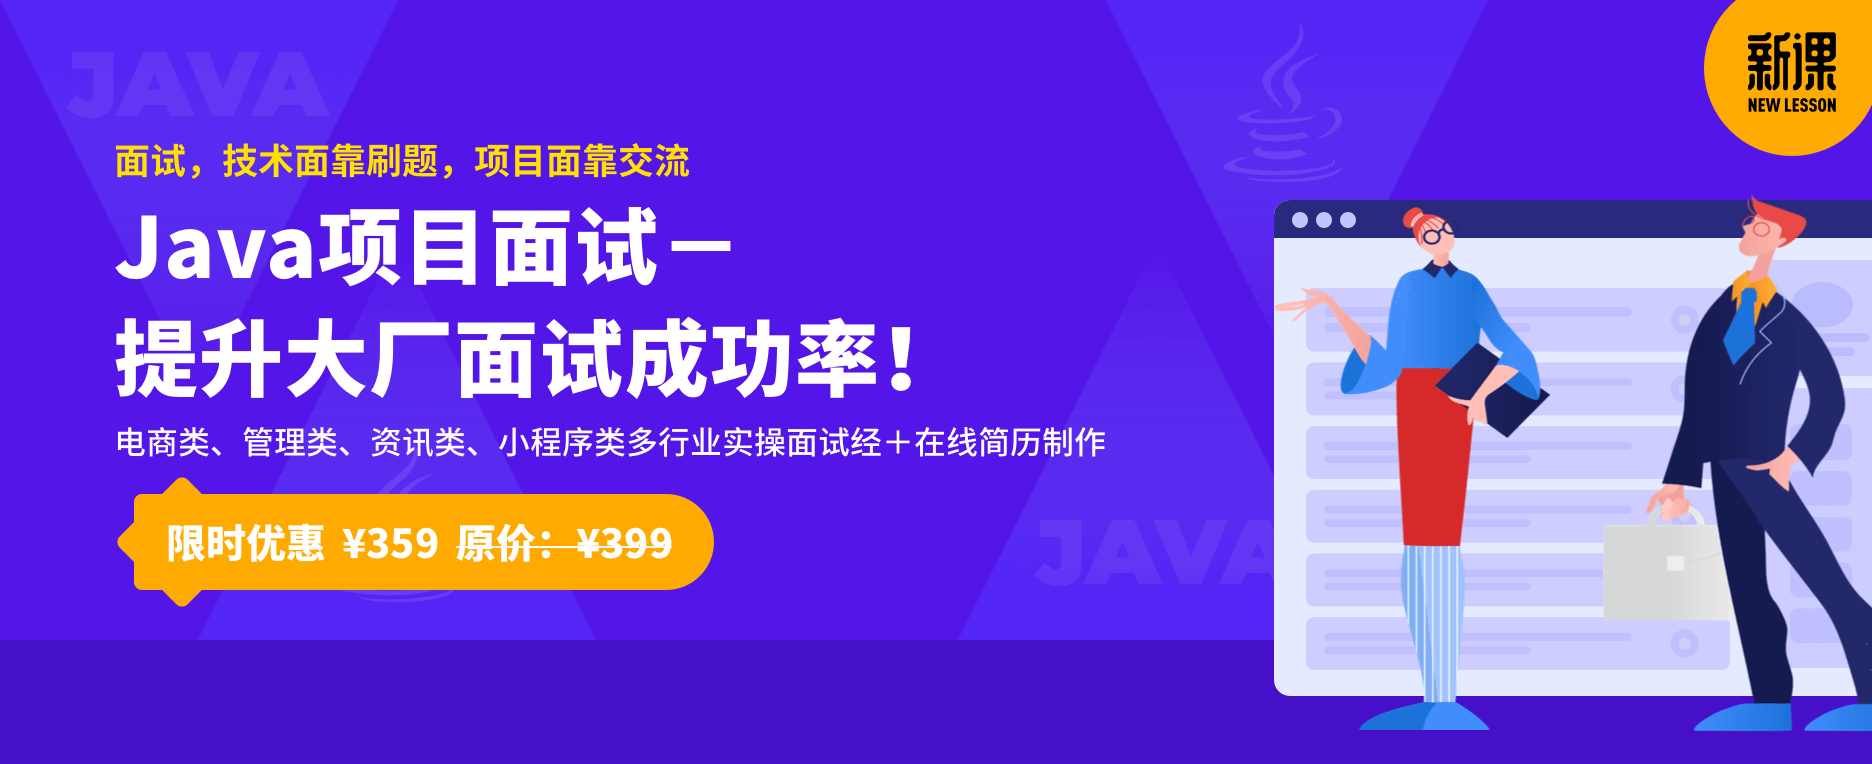 JAVA
新课
NEW LESSON
面试，技术面靠刷题，项目面靠交流
Java项目面试－
提升大厂面试成功率！
电商类、管理类、资讯类、小程序类多行业实操面试经＋在线简历制作
限时优惠 ¥359 原价：¥399
JAVA